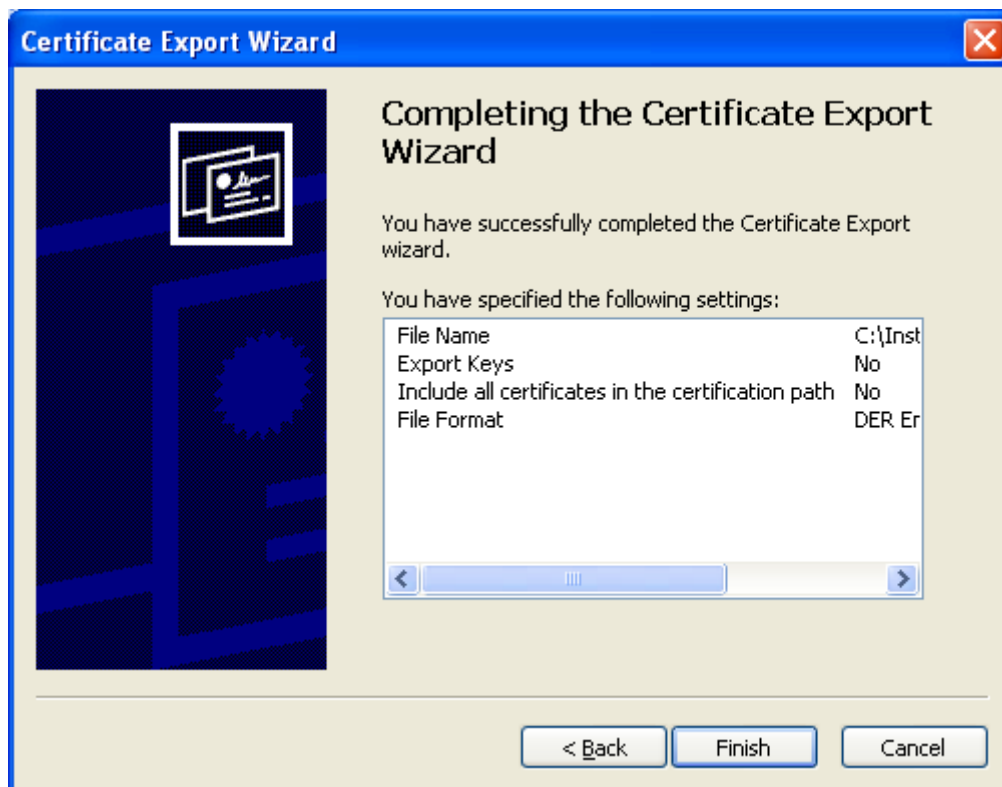 Certificate Export Wizard
Completing the Certificate Export
Wizard
You have successfully completed the Certificate Export
wizard.
You have specified the following settings:
File Name C:\Inst
Export Keys No
Include all certificates in the certification path No
File Format DER Er
< Back Finish Cancel